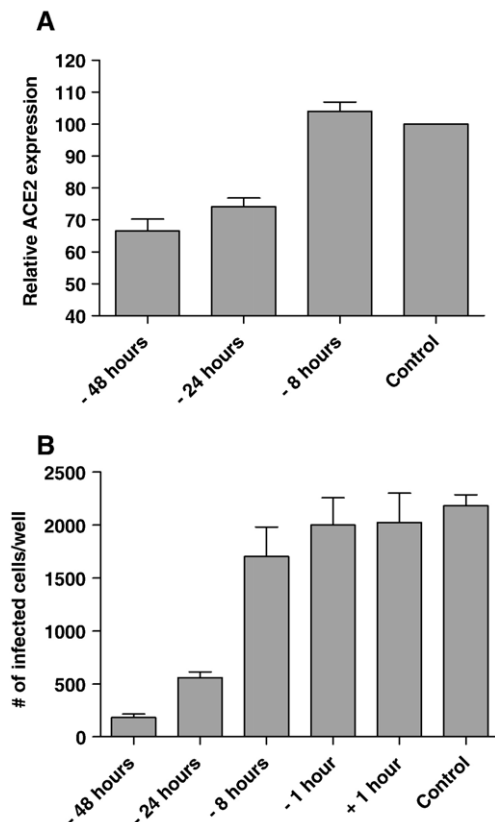 A
Relative ACE2 expression
120
110
100
90
80
70
60
50
40
- 48 hours
- 24 hours
- 8 hours
Control
B
# of infected cells/well
2500
2000
1500
1000
500
0
- 48 hours
- 24 hours
- 8 hours
- 1 hour
+ 1 hour
Control